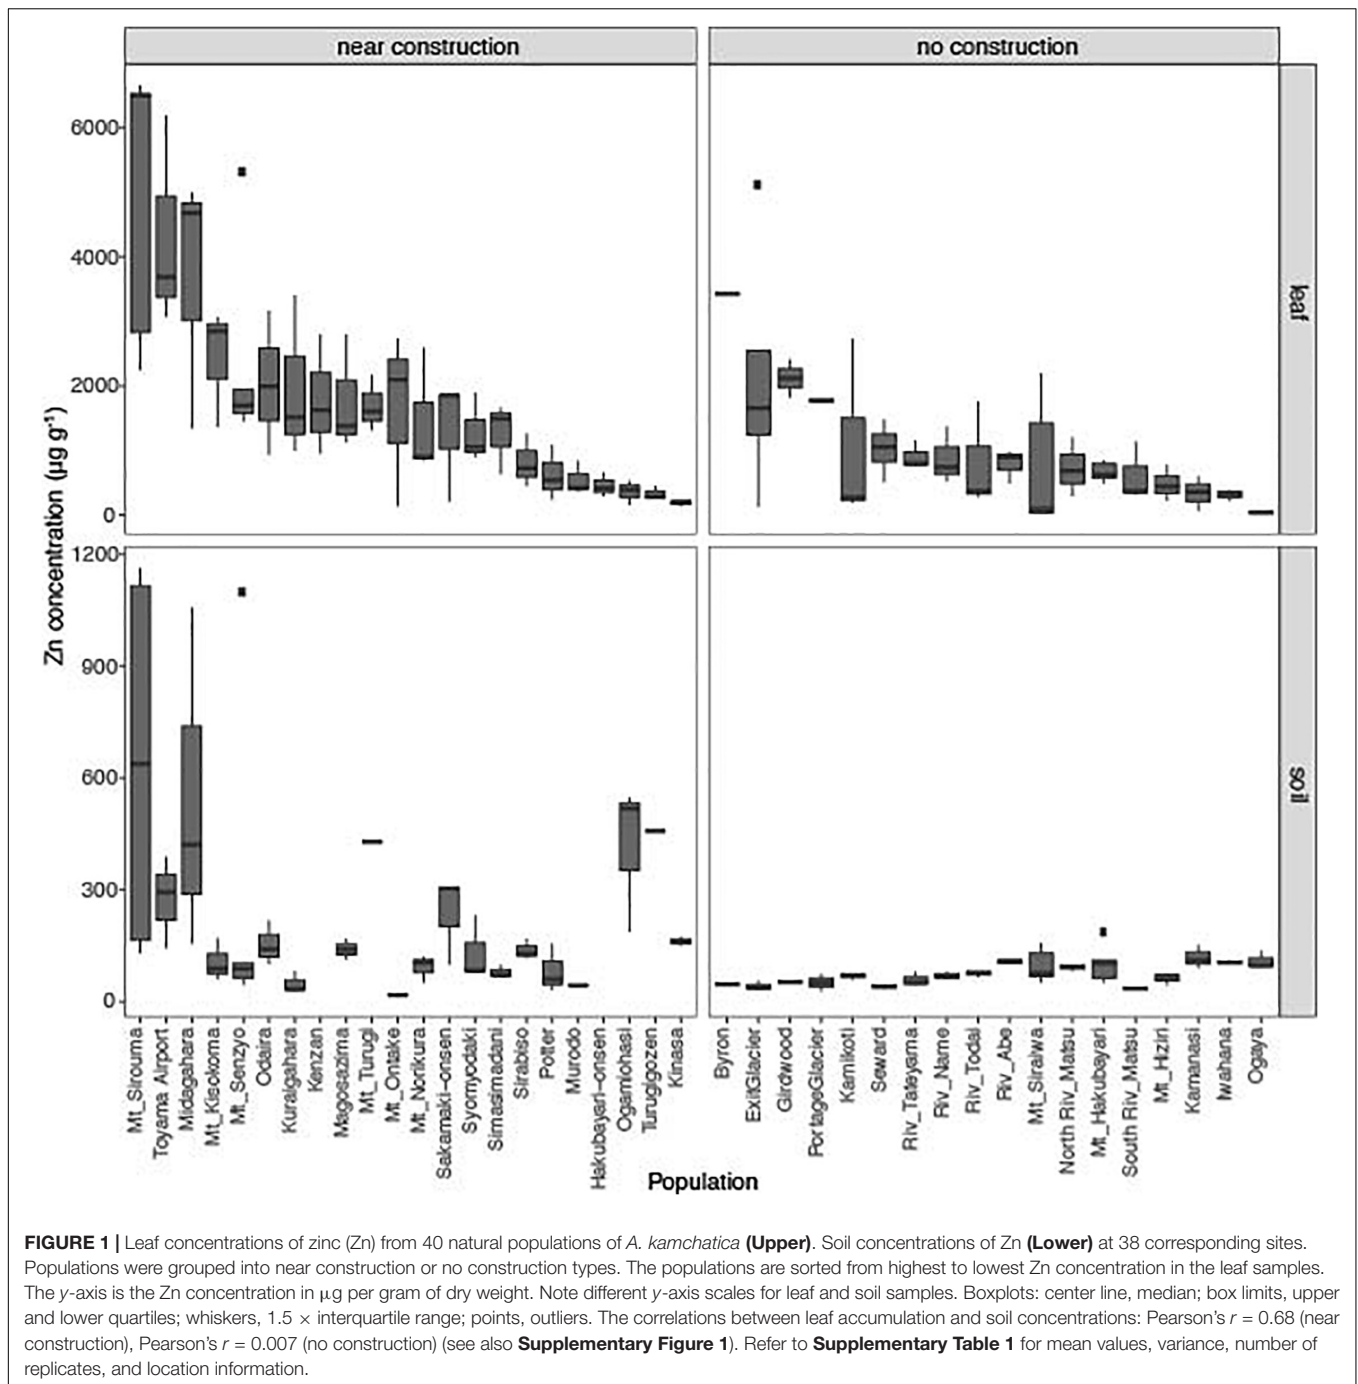 near construction
no construction
6000
4000
2000
0
leaf
Zn concentration (µg g⁻¹)
1200
900
600
300
0
soil
Mt_Sirouma
Toyama Airport
Midagahara
Mt_Kisokoma
Mt_Senzyo
Odaira
Kuraigahara
Kenzan
Magosazima
Mt_Turugi
Mt_Ontake
Mt_Norikura
Sakamaki-onsen
Syomyodaki
Simasimadani
Sirabiso
Potter
Murodo
Hakubayari-onsen
Ogamiohasi
Turugigozen
Kinasa
Byron
ExitGlacier
Girdwood
PortageGlacier
Kamikoti
Seward
Riv_Tateyama
Riv_Name
Riv_Todai
Riv_Abe
Mt_Siraiwa
North Riv_Matsu
Mt_Hakubayari
South Riv_Matsu
Mt_Hiziri
Kamanasi
Iwahana
Ogaya
Population
FIGURE 1 | Leaf concentrations of zinc (Zn) from 40 natural populations of A. kamchatica (Upper). Soil concentrations of Zn (Lower) at 38 corresponding sites.
Populations were grouped into near construction or no construction types. The populations are sorted from highest to lowest Zn concentration in the leaf samples.
The y-axis is the Zn concentration in µg per gram of dry weight. Note different y-axis scales for leaf and soil samples. Boxplots: center line, median; box limits, upper
and lower quartiles; whiskers, 1.5 × interquartile range; points, outliers. The correlations between leaf accumulation and soil concentrations: Pearson's r = 0.68 (near
construction), Pearson's r = 0.007 (no construction) (see also Supplementary Figure 1). Refer to Supplementary Table 1 for mean values, variance, number of
replicates, and location information.